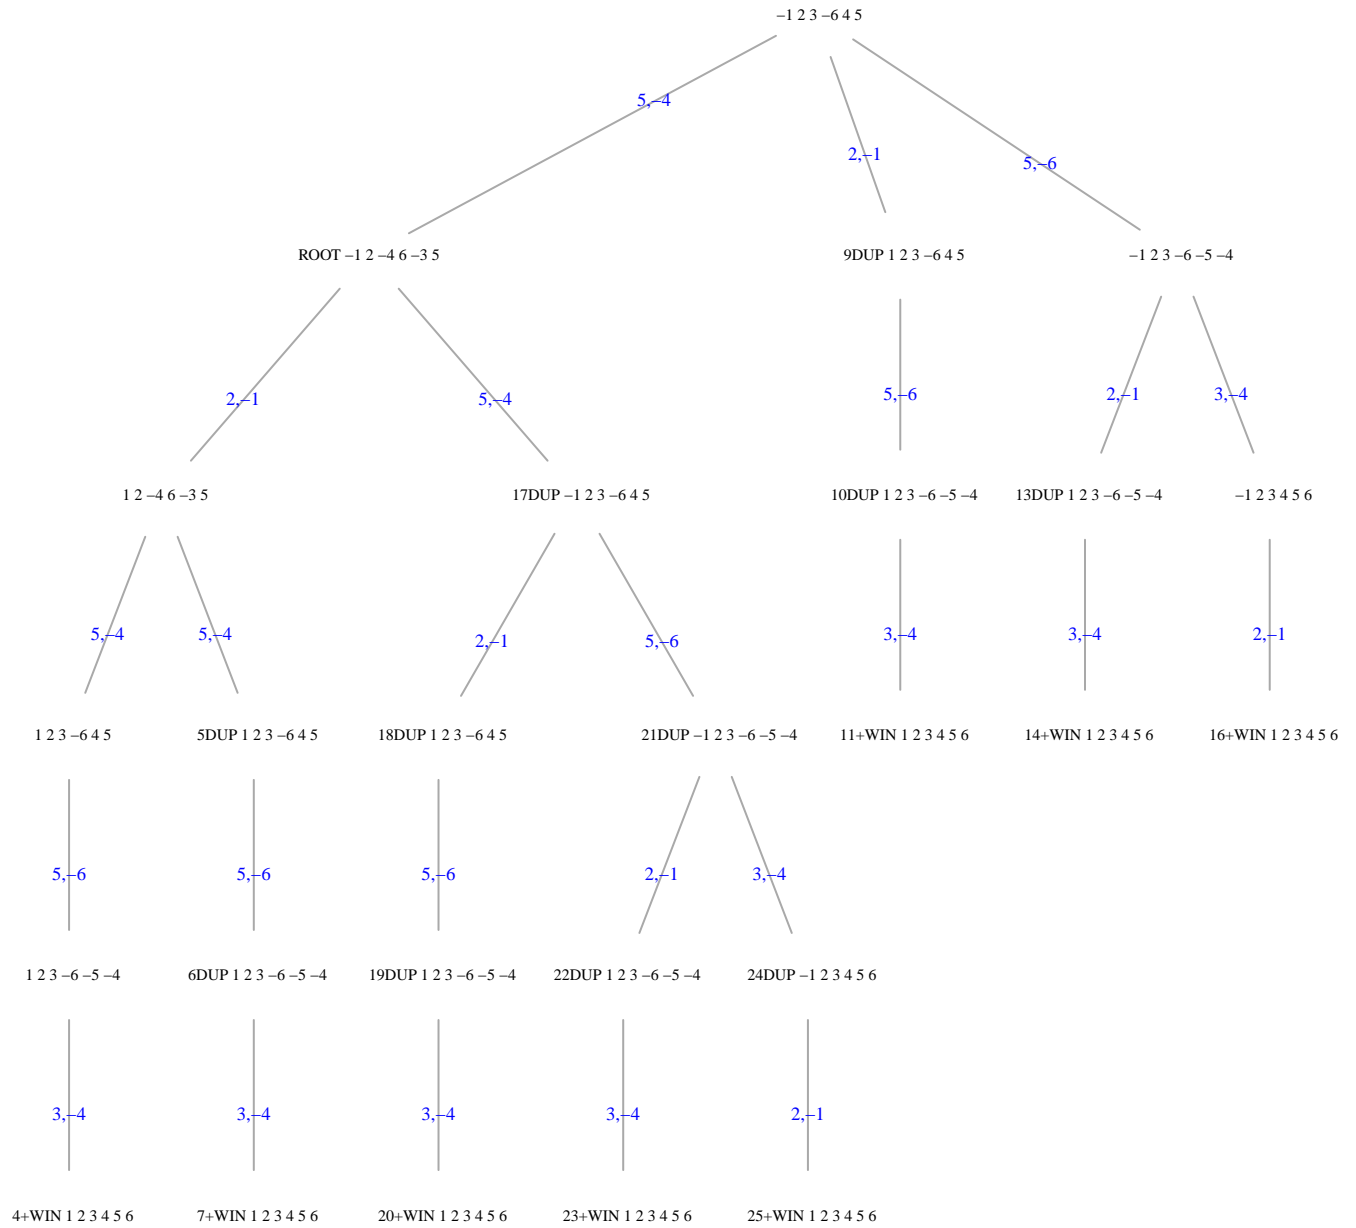 −1 2 3 −6 4 5
5,−4
2,−1
5,−6
ROOT −1 2 −4 6 −3 5
9DUP 1 2 3 −6 4 5
−1 2 3 −6 −5 −4
2,−1
5,−4
5,−6
2,−1
3,−4
1 2 −4 6 −3 5
17DUP −1 2 3 −6 4 5
10DUP 1 2 3 −6 −5 −4
13DUP 1 2 3 −6 −5 −4
−1 2 3 4 5 6
5,−4
5,−4
2,−1
5,−6
3,−4
3,−4
2,−1
1 2 3 −6 4 5
5DUP 1 2 3 −6 4 5
18DUP 1 2 3 −6 4 5
21DUP −1 2 3 −6 −5 −4
11+WIN 1 2 3 4 5 6
14+WIN 1 2 3 4 5 6
16+WIN 1 2 3 4 5 6
5,−6
5,−6
5,−6
2,−1
3,−4
1 2 3 −6 −5 −4
6DUP 1 2 3 −6 −5 −4
19DUP 1 2 3 −6 −5 −4
22DUP 1 2 3 −6 −5 −4
24DUP −1 2 3 4 5 6
3,−4
3,−4
3,−4
3,−4
2,−1
4+WIN 1 2 3 4 5 6
7+WIN 1 2 3 4 5 6
20+WIN 1 2 3 4 5 6
23+WIN 1 2 3 4 5 6
25+WIN 1 2 3 4 5 6